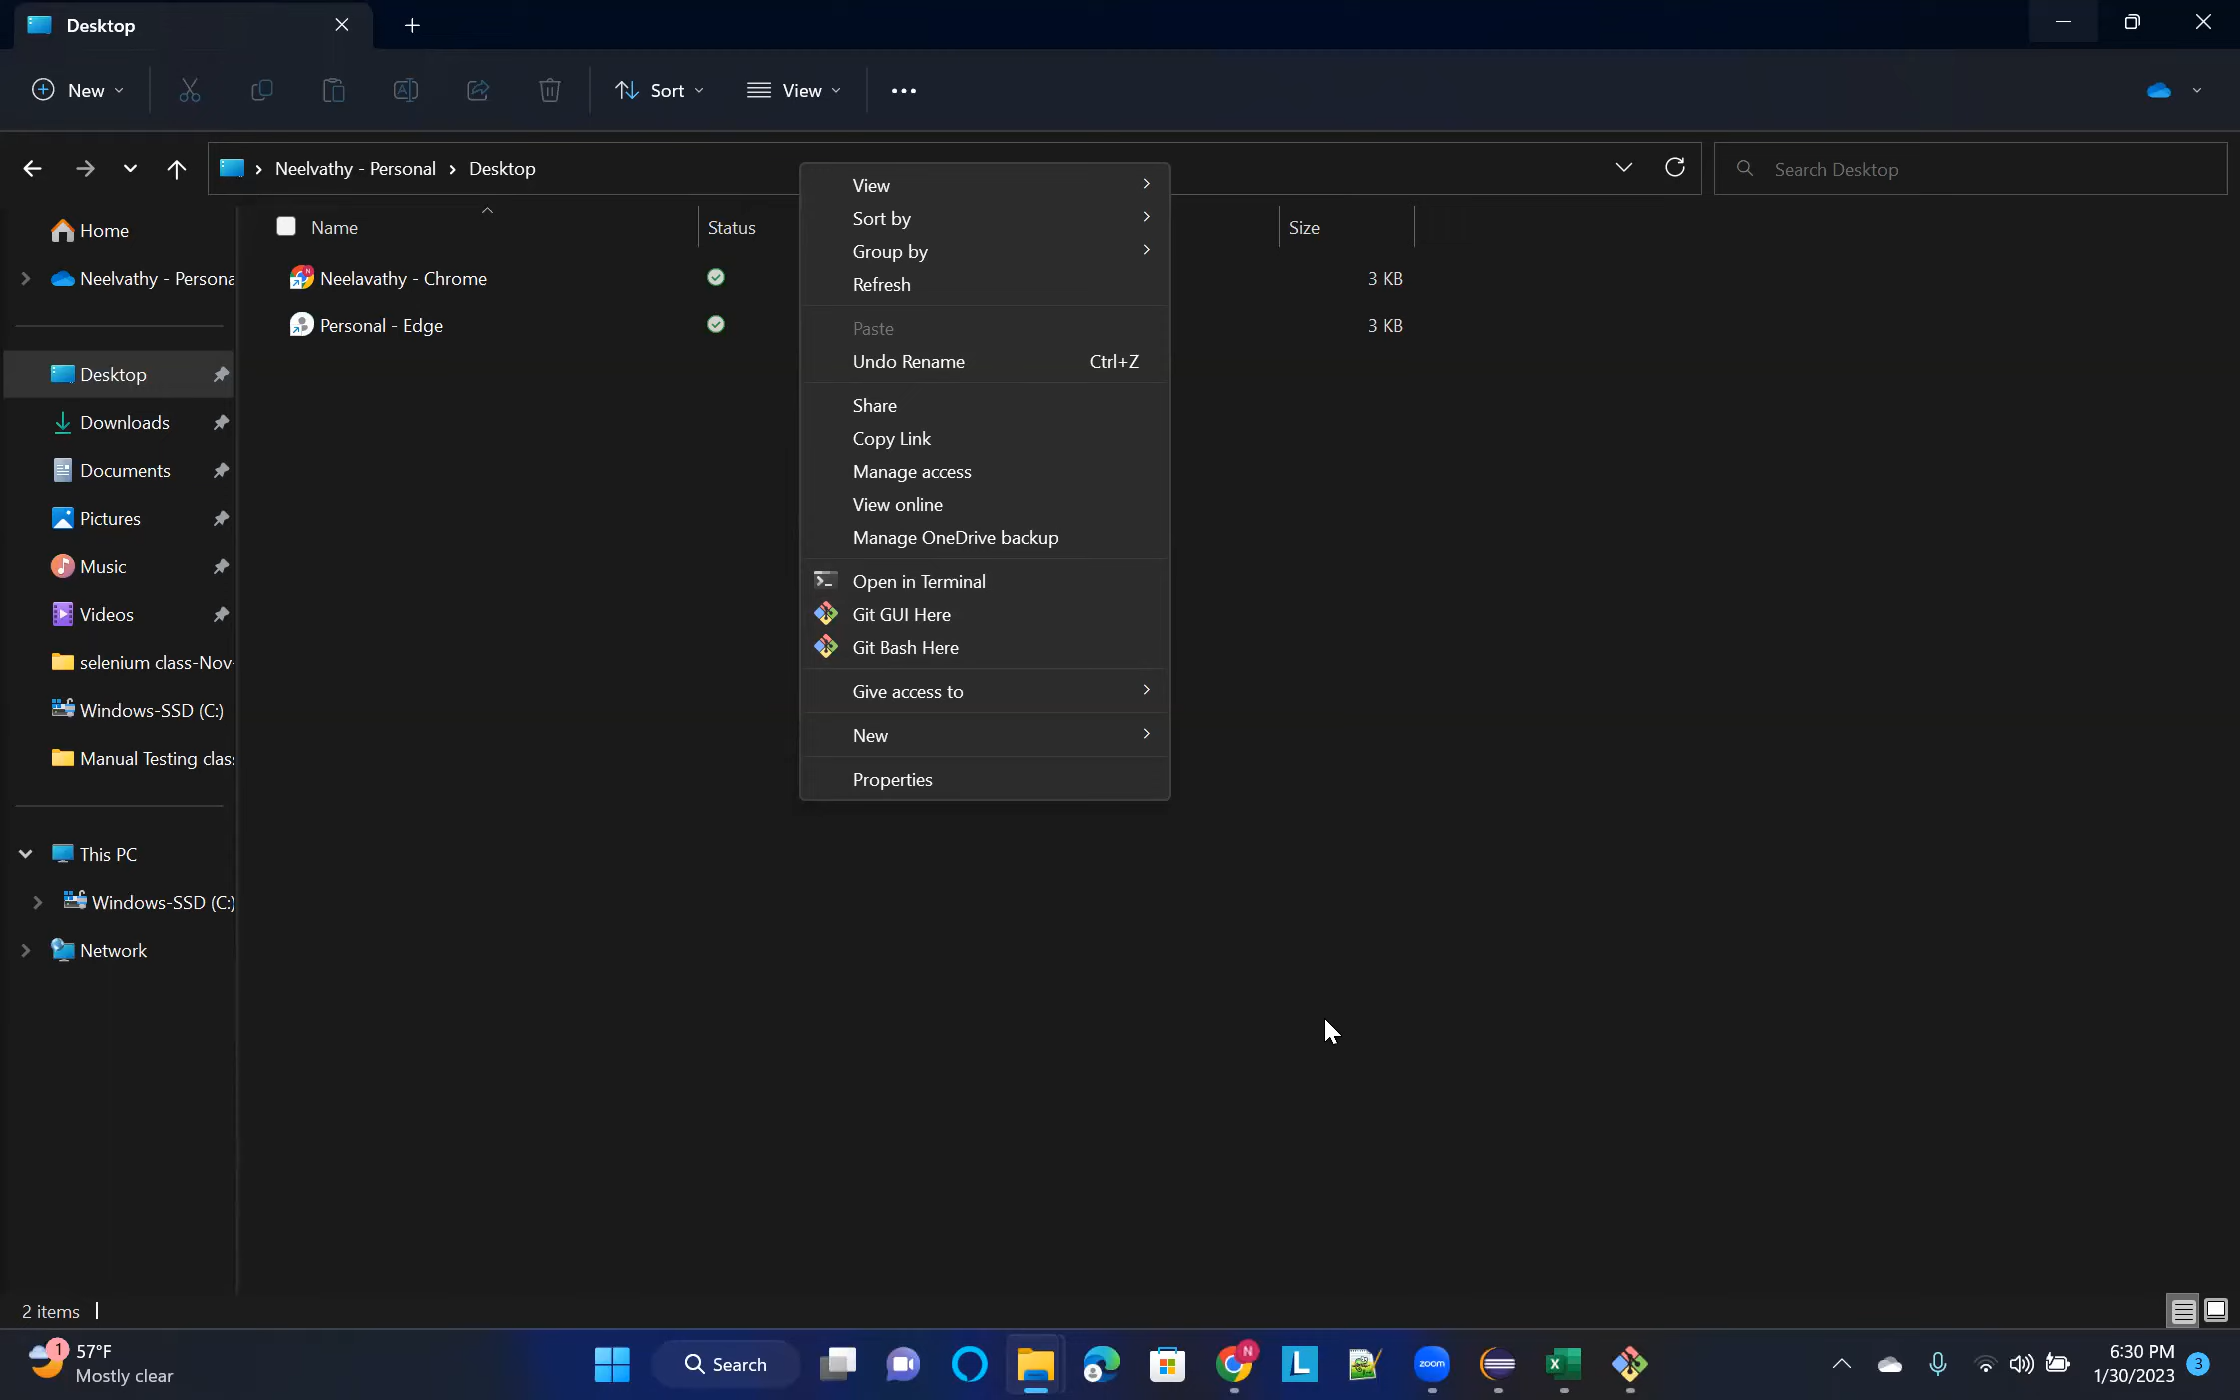 Desktop
New
Sort
View
Neelvathy - Personal > Desktop
Search Desktop
Home
Neelvathy - Persona
Desktop
Downloads
Documents
Pictures
Music
Videos
selenium class-Nov-
Windows-SSD (C:)
Manual Testing clas
This PC
Windows-SSD (C:)
Network
Name
Status
Size
Neelavathy - Chrome
3 KB
Personal - Edge
3 KB
View
Sort by
Group by
Refresh
Paste
Undo Rename Ctrl+Z
Share
Copy Link
Manage access
View online
Manage OneDrive backup
Open in Terminal
Git GUI Here
Git Bash Here
Give access to
New
Properties
2 items
1
57°F
Mostly clear
Search
N
L
zoom
X
6:30 PM
1/30/2023
3